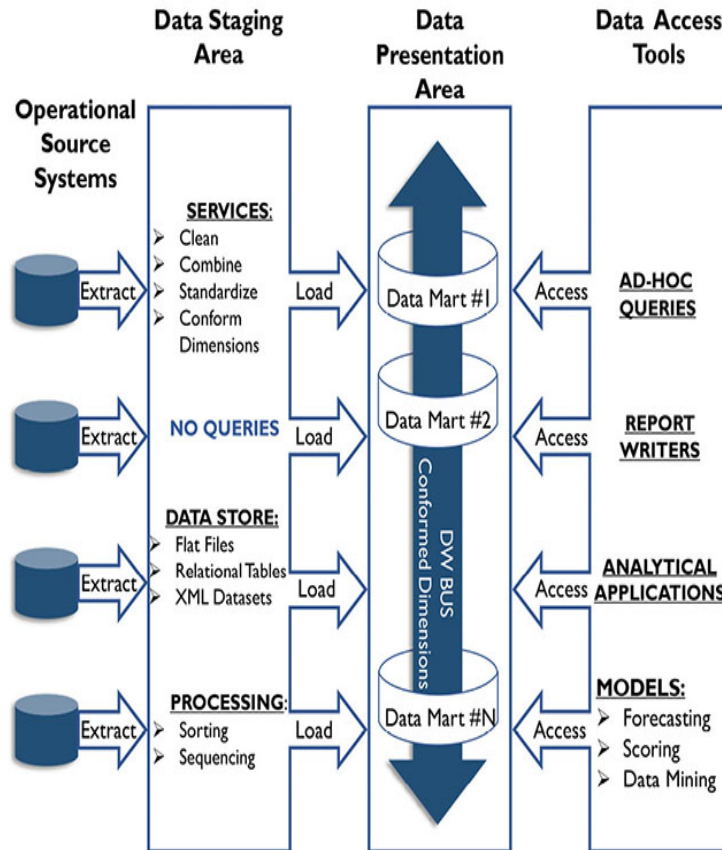 Data Staging
Area
Data
Presentation
Area
Data Access
Tools
Operational
Source
Systems
Extract
Extract
Extract
Extract
SERVICES:
➢ Clean
➢ Combine
➢ Standardize
➢ Conform
Dimensions
NO QUERIES
DATA STORE:
➢ Flat Files
➢ Relational Tables
➢ XML Datasets
PROCESSING:
➢ Sorting
➢ Sequencing
Load
Load
Load
Load
Data Mart #1
Data Mart #2
DW BUS
Conformed Dimensions
Data Mart #N
Access
Access
Access
Access
AD-HOC
QUERIES
REPORT
WRITERS
ANALYTICAL
APPLICATIONS
MODELS:
➢ Forecasting
➢ Scoring
➢ Data Mining